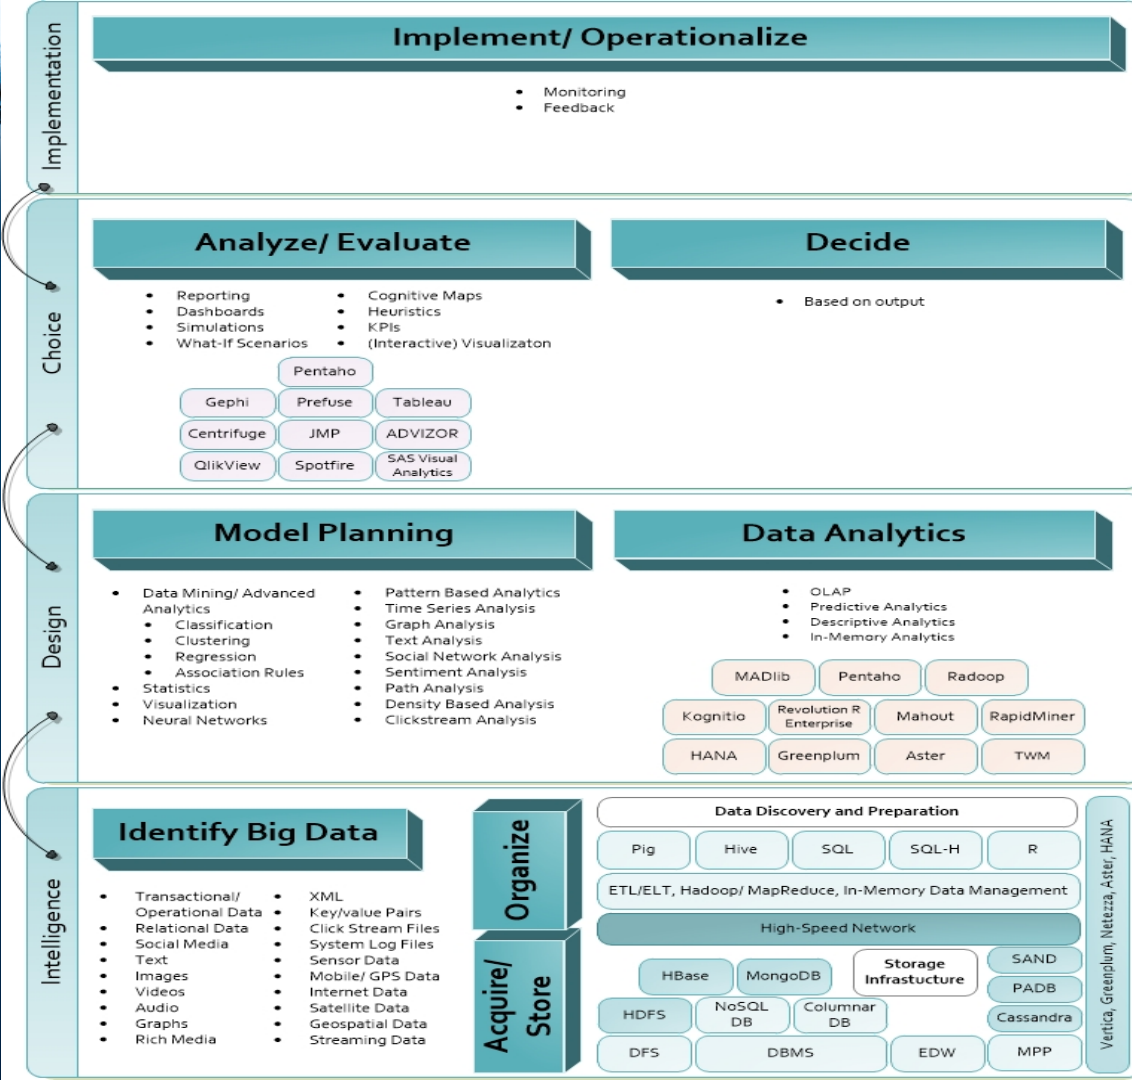 Implementation
Implement/ Operationalize
• Monitoring
• Feedback
Choice
Analyze/ Evaluate
• Reporting
• Dashboards
• Simulations
• What-If Scenarios
• Cognitive Maps
• Heuristics
• KPIs
• (Interactive) Visualizaton
Pentaho
Gephi
Prefuse
Tableau
Centrifuge
JMP
ADVIZOR
QlikView
Spotfire
SAS Visual
Analytics
Decide
• Based on output
Design
Model Planning
• Data Mining/ Advanced
Analytics
• Classification
• Clustering
• Regression
• Association Rules
• Statistics
• Visualization
• Neural Networks
• Pattern Based Analytics
• Time Series Analysis
• Graph Analysis
• Text Analysis
• Social Network Analysis
• Sentiment Analysis
• Path Analysis
• Density Based Analysis
• Clickstream Analysis
Data Analytics
• OLAP
• Predictive Analytics
• Descriptive Analytics
• In-Memory Analytics
MADlib
Pentaho
Radoop
Kognitio
Revolution R
Enterprise
Mahout
RapidMiner
HANA
Greenplum
Aster
TWM
Intelligence
Identify Big Data
• Transactional/
Operational Data
• Relational Data
• Social Media
• Text
• Images
• Videos
• Audio
• Graphs
• Rich Media
• XML
• Key/value Pairs
• Click Stream Files
• System Log Files
• Sensor Data
• Mobile/ GPS Data
• Internet Data
• Satellite Data
• Geospatial Data
• Streaming Data
Organize
Acquire/
Store
Data Discovery and Preparation
Pig
Hive
SQL
SQL-H
R
ETL/ELT, Hadoop/ MapReduce, In-Memory Data Management
High-Speed Network
HBase
MongoDB
Storage
Infrastucture
SAND
PADB
HDFS
NoSQL
DB
Columnar
DB
Cassandra
DFS
DBMS
EDW
MPP
Vertica, Greenplum, Netezza, Aster, HANA